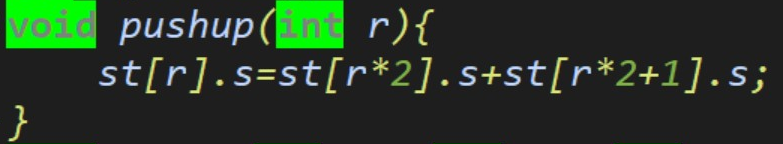 void pushup(int r){
    st[r].s=st[r*2].s+st[r*2+1].s;
}